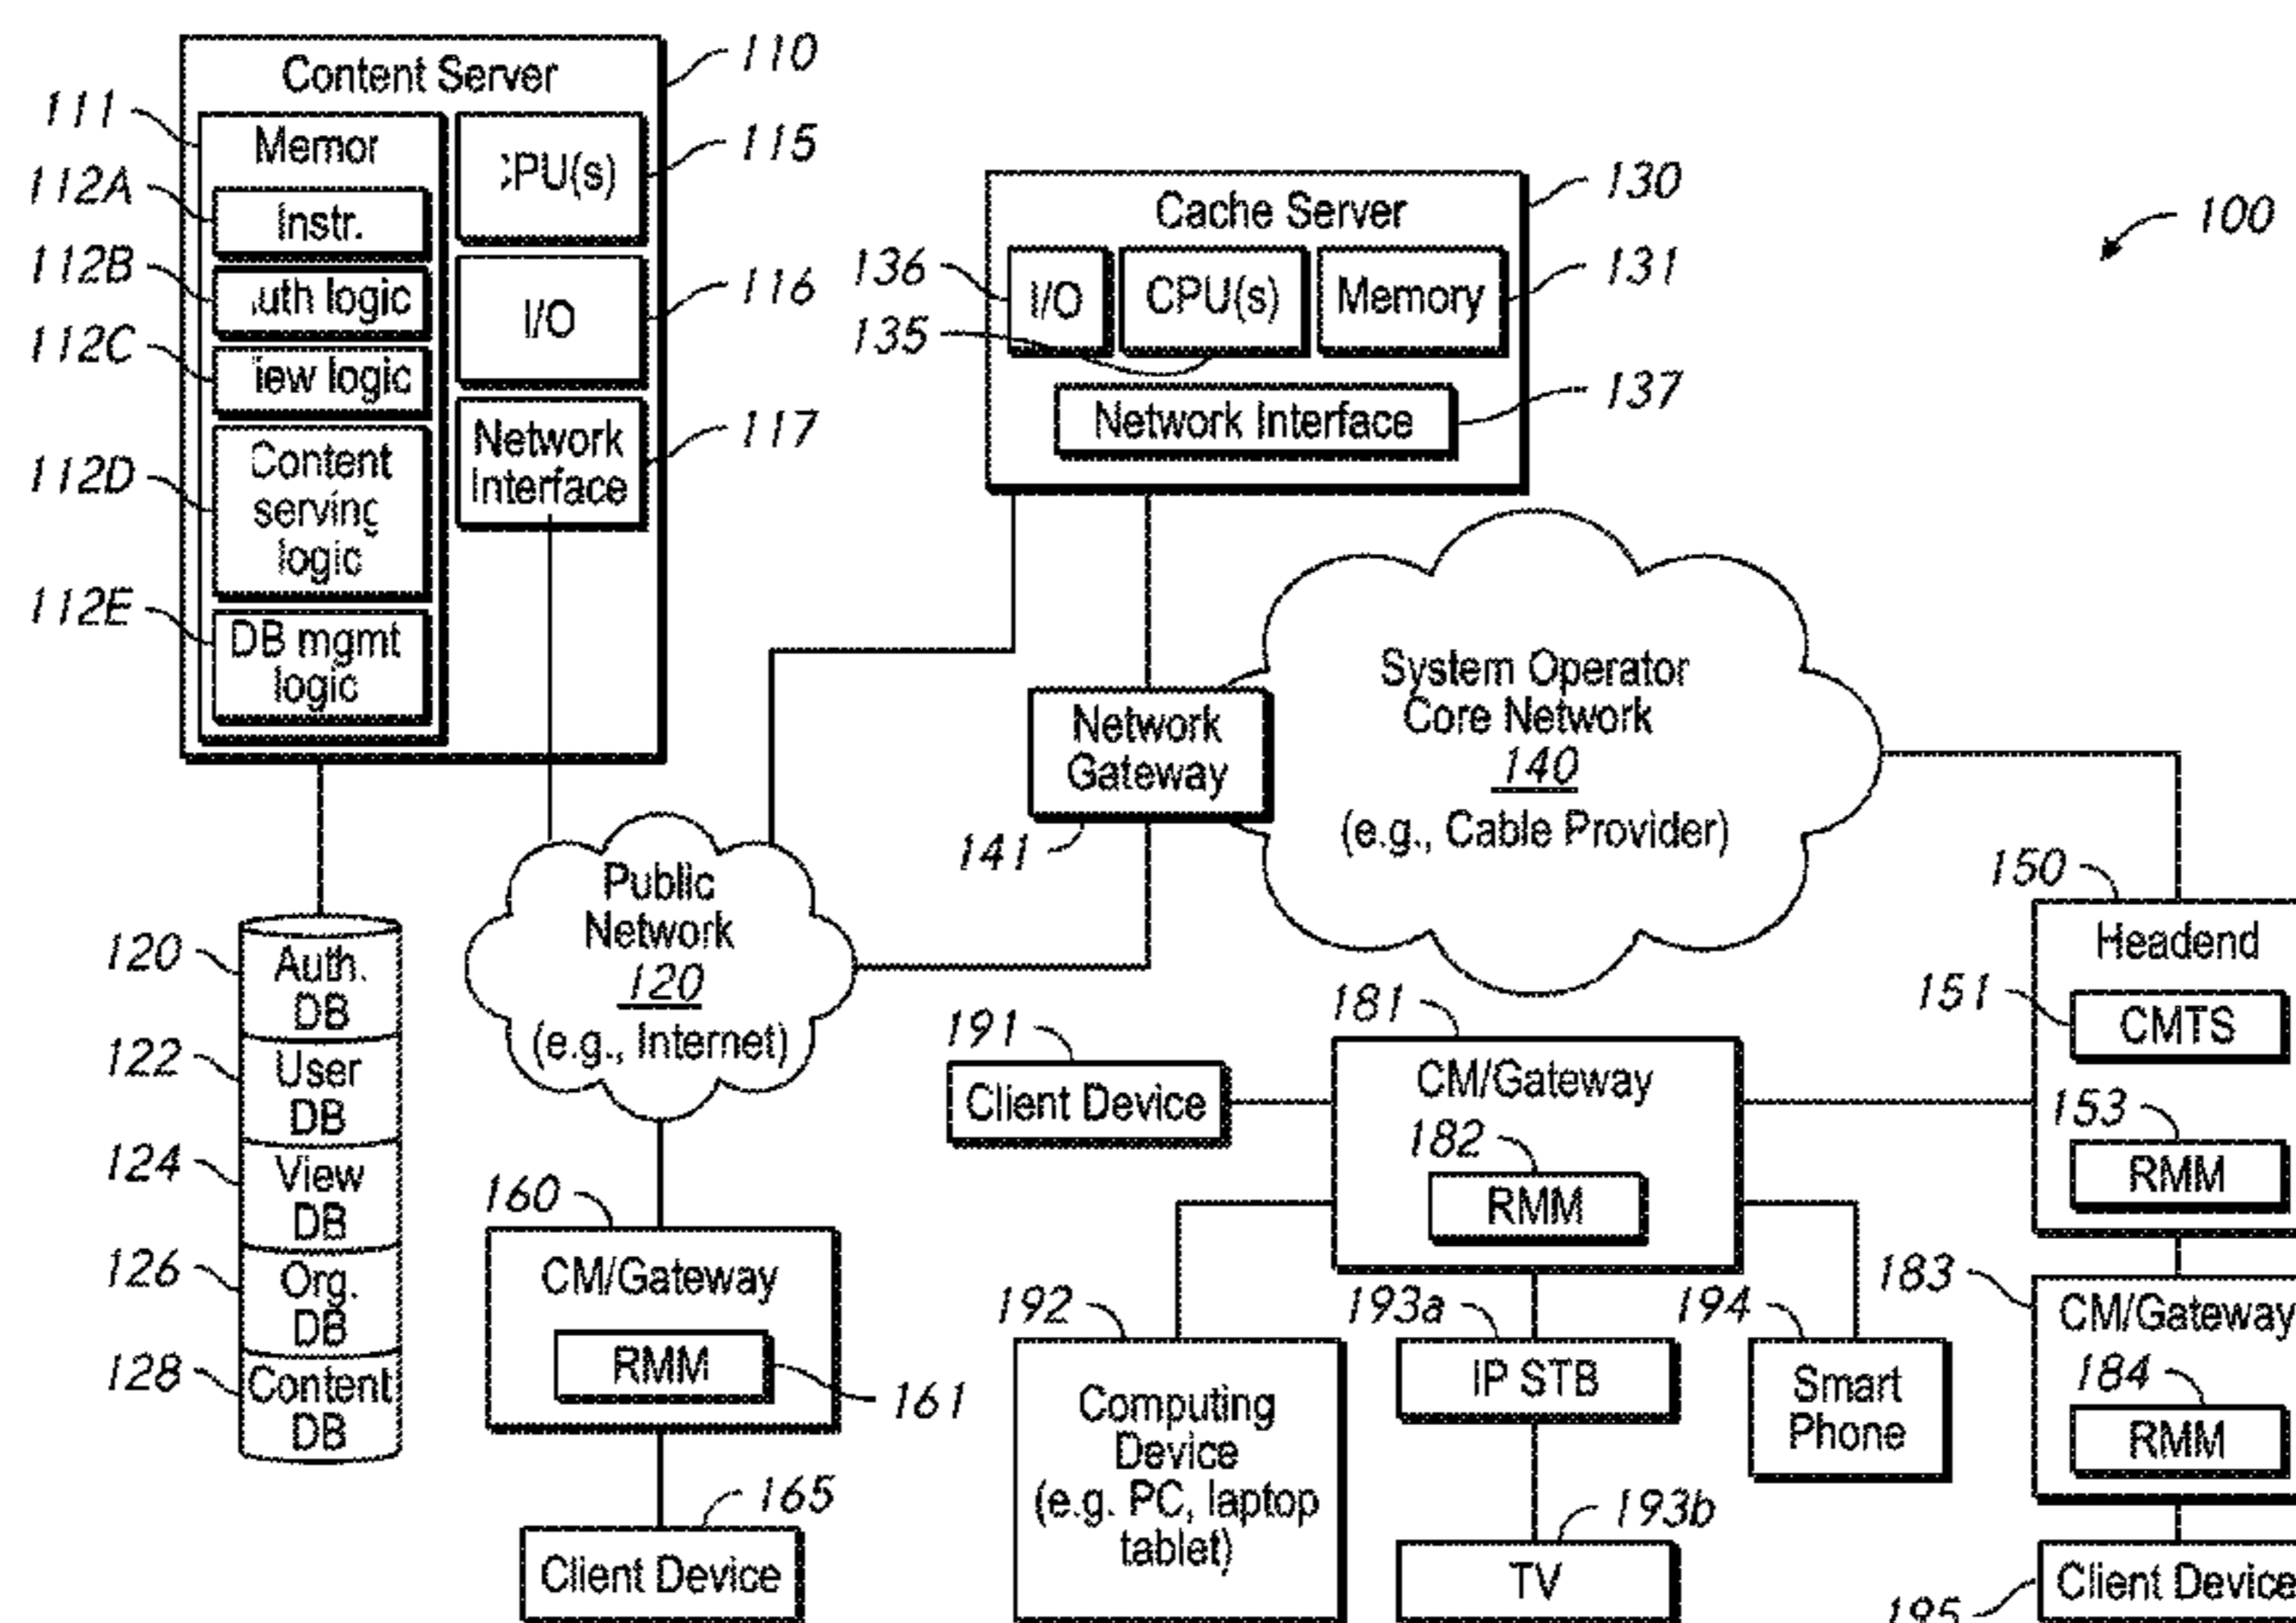 Content Server
110
111
Memor
112A
Instr.
112B
uth logic
112C
iew logic
112D
Content
serving
logic
112E
DB mgmt
logic
PU(s)
115
I/O
116
Network
Interface
117
Cache Server
130
136
I/O
135
CPU(s)
Memory
131
Network Interface
137
100
Network
Gateway
141
System Operator
Core Network
140
(e.g., Cable Provider)
Public
Network
120
(e.g., Internet)
120
Auth.
DB
122
User
DB
124
View
DB
126
Org.
DB
128
Content
DB
160
CM/Gateway
RMM
161
165
Client Device
191
Client Device
181
CM/Gateway
182
RMM
192
Computing
Device
(e.g. PC, laptop
tablet)
193a
IP STB
193b
TV
194
Smart
Phone
150
Headend
151
CMTS
153
RMM
183
CM/Gateway
184
RMM
Client Device
195